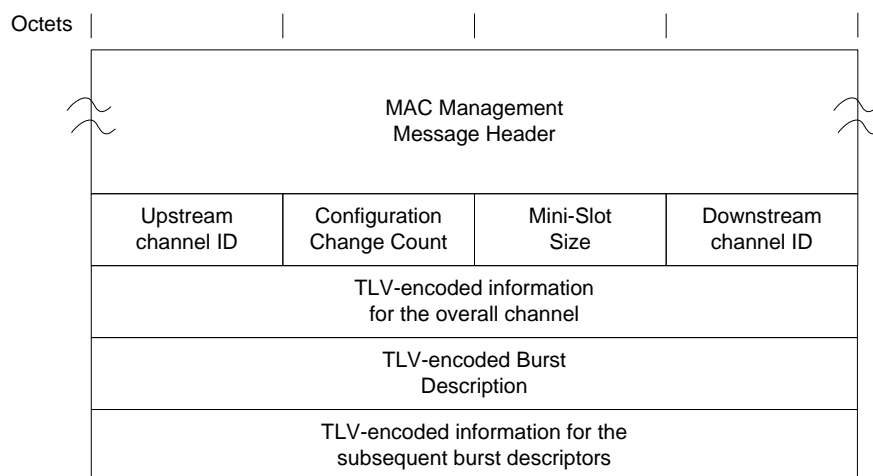 Octets
MAC Management
Message Header
Upstream
channel ID
Configuration
Change Count
Mini-Slot
Size
Downstream
channel ID
TLV-encoded information
for the overall channel
TLV-encoded Burst
Description
TLV-encoded information for the
subsequent burst descriptors